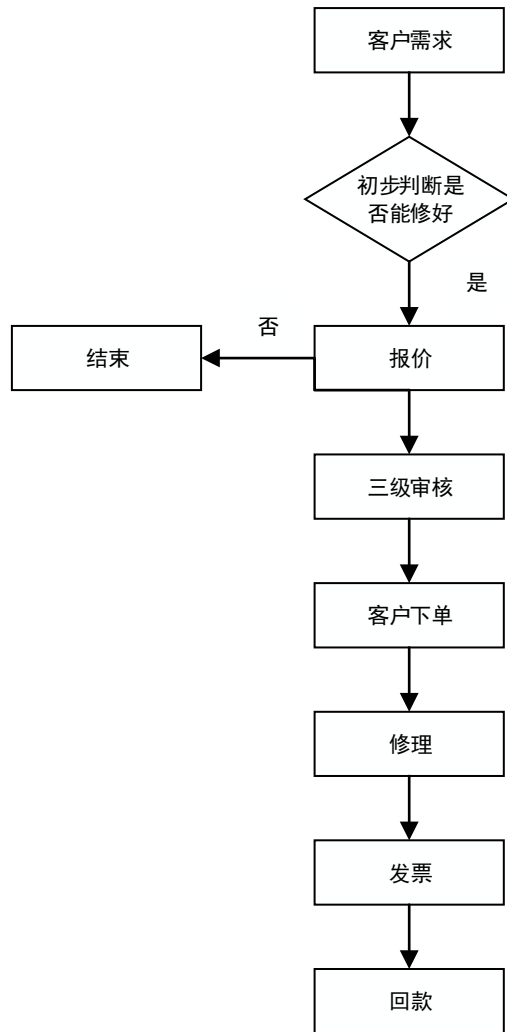 客户需求
初步判断是
否能修好
是
否
结束
报价
三级审核
客户下单
修理
发票
回款